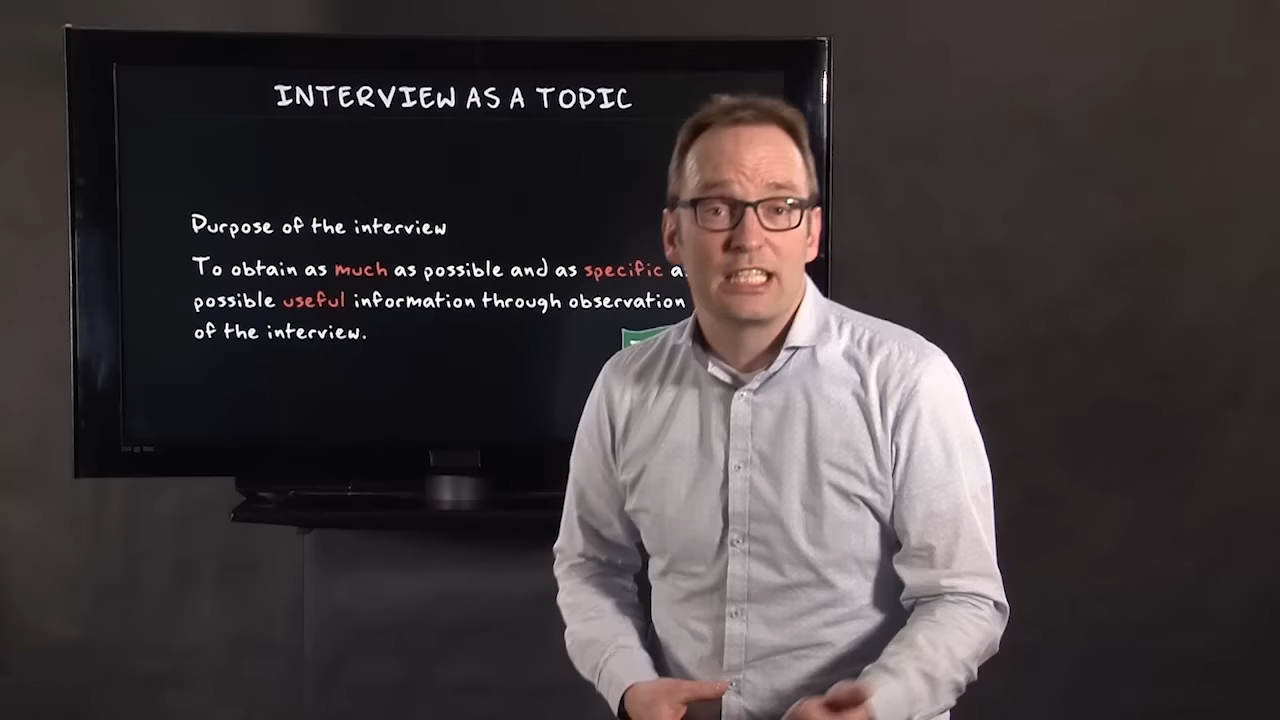 INTERVIEW AS A TOPIC
Purpose of the interview
To obtain as much as possible and as specific a
possible useful information through observation
of the interview.